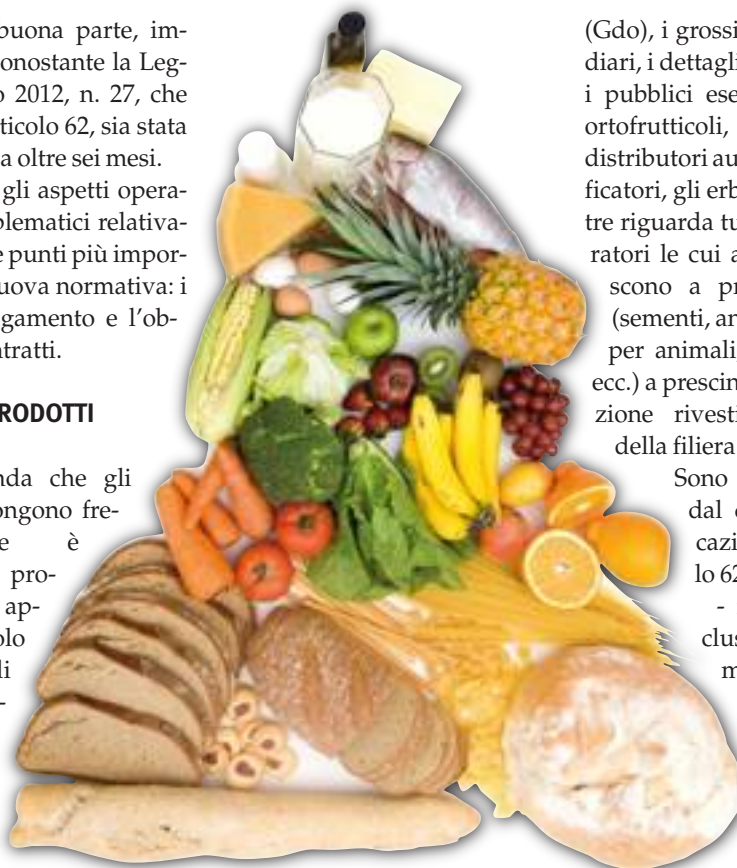 buona parte, im-
onostante la Leg-
o 2012, n. 27, che
ticolo 62, sia stata
a oltre sei mesi.
gli aspetti opera-
blematici relativa-
e punti più impor-
uova normativa: i
gamento e l'ob-
ntratti.
RODOTTI
nda che gli
ongono fre-
e è
pro-
ap-
olo
li
-
(Gdo), i grossi
diari, i dettagli
i pubblici ese
ortofrutticoli,
distributori au
ficatori, gli erb
tre riguarda tu
ratori le cui a
scono a pr
(sementi, ar
per animali,
ecc.) a prescin
zione rivesti
della filiera
Sono
dal c
cazi
lo 62
-
clus
m